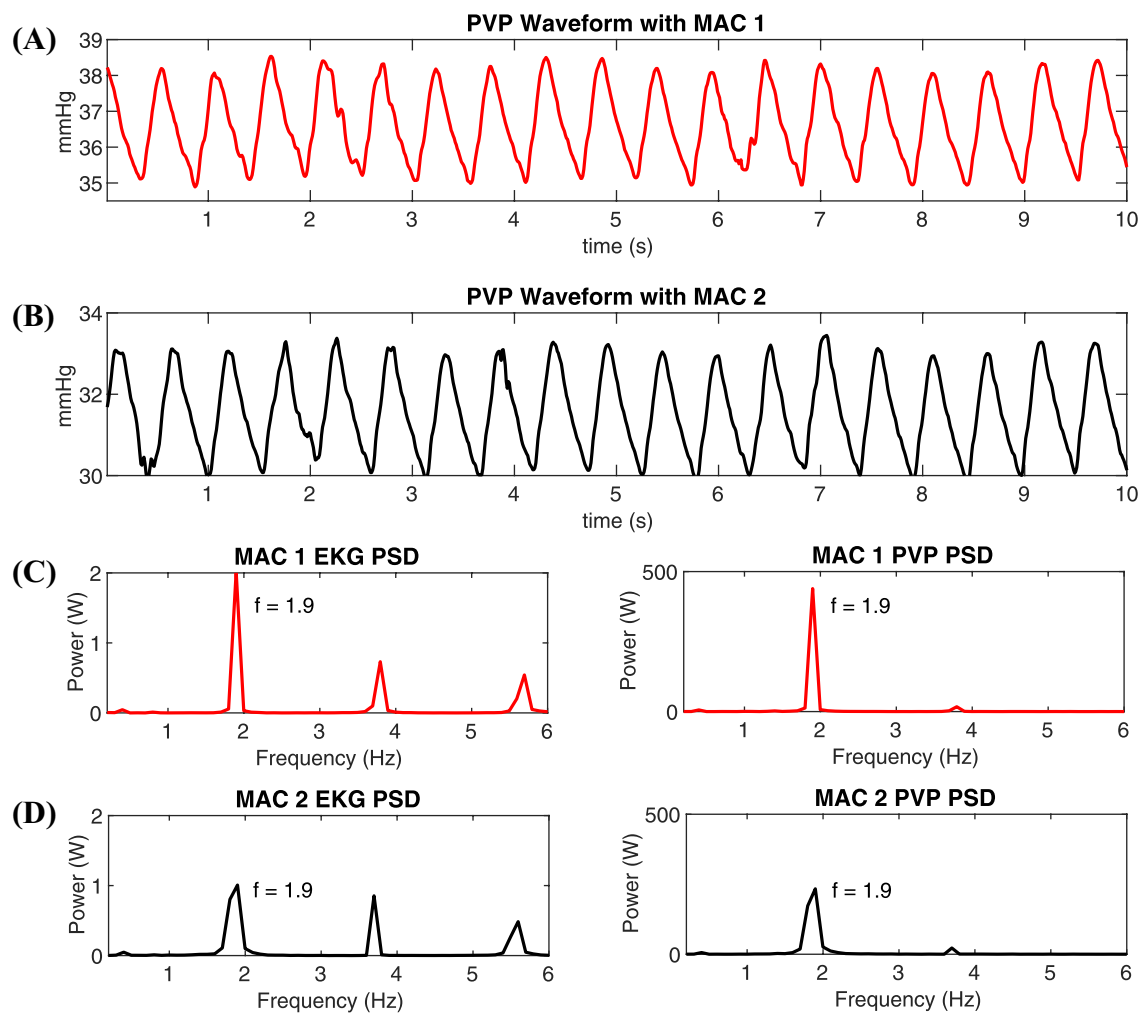 (A)
PVP Waveform with MAC 1
mmHg
39
38
37
36
35
1 2 3 4 5 6 7 8 9 10
time (s)
(B)
PVP Waveform with MAC 2
mmHg
34
32
30
1 2 3 4 5 6 7 8 9 10
time (s)
(C)
MAC 1 EKG PSD
Power (W)
2
1
0
f = 1.9
1 2 3 4 5 6
Frequency (Hz)
MAC 1 PVP PSD
Power (W)
500
0
f = 1.9
1 2 3 4 5 6
Frequency (Hz)
(D)
MAC 2 EKG PSD
Power (W)
2
1
0
f = 1.9
1 2 3 4 5 6
Frequency (Hz)
MAC 2 PVP PSD
Power (W)
500
0
f = 1.9
1 2 3 4 5 6
Frequency (Hz)